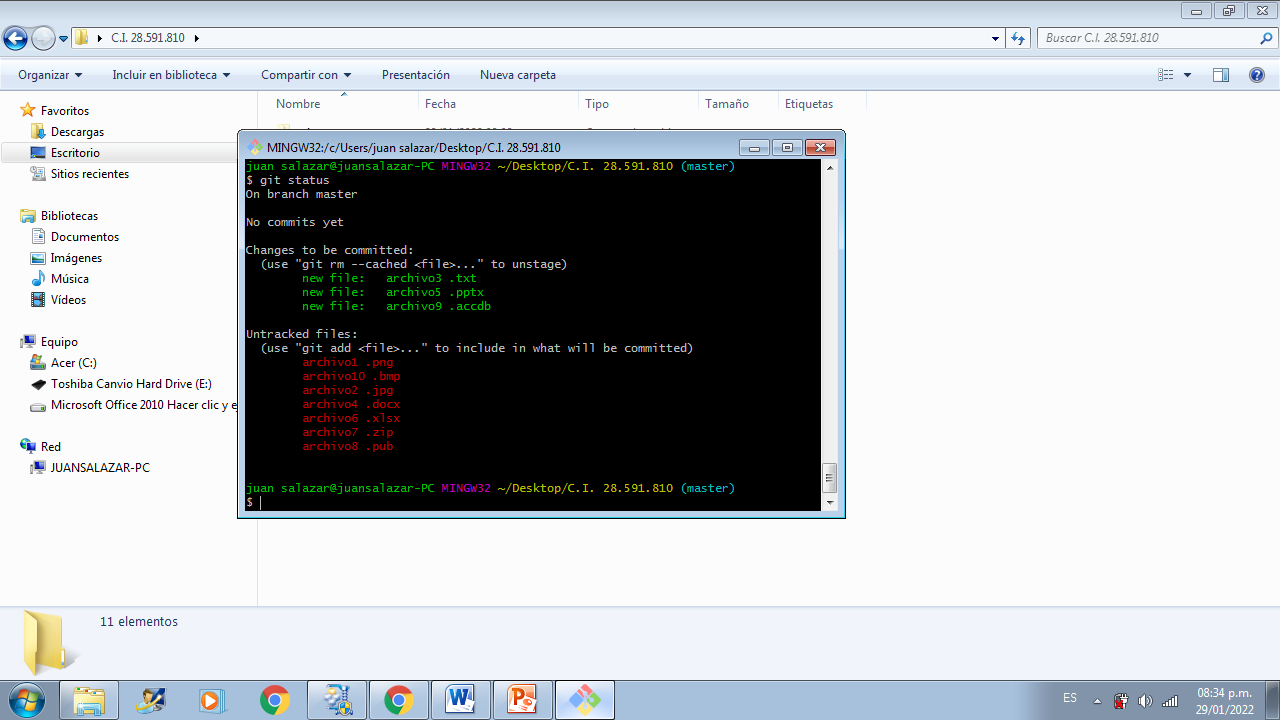 C.I. 28.591.810
Buscar C.I. 28.591.810
Organizar
Incluir en biblioteca
Compartir con
Presentación
Nueva carpeta
Nombre
Fecha
Tipo
Tamaño
Etiquetas
Favoritos
Descargas
Escritorio
Sitios recientes
Bibliotecas
Documentos
Imágenes
Música
Vídeos
Equipo
Acer (C:)
TOSHIBA Canvio Hard Drive (E:)
Microsoft Office 2010 Hacer clic y e
Red
JUANSALAZAR-PC
MINGW32:/c/Users/juan salazar/Desktop/C.I. 28.591.810
juan salazar@juansalazar-PC MINGW32 ~/Desktop/C.I. 28.591.810 (master)
$ git status
On branch master
No commits yet
Changes to be committed:
(use "git rm --cached <file>..." to unstage)
new file: archivo3 .txt
new file: archivo5 .pptx
new file: archivo9 .accdb
Untracked files:
(use "git add <file>..." to include in what will be committed)
archivo1 .png
archivo10 .bmp
archivo2 .jpg
archivo4 .docx
archivo6 .xlsx
archivo7 .zip
archivo8 .pub
juan salazar@juansalazar-PC MINGW32 ~/Desktop/C.I. 28.591.810 (master)
$
11 elementos
ES
08:34 p.m.
29/01/2022